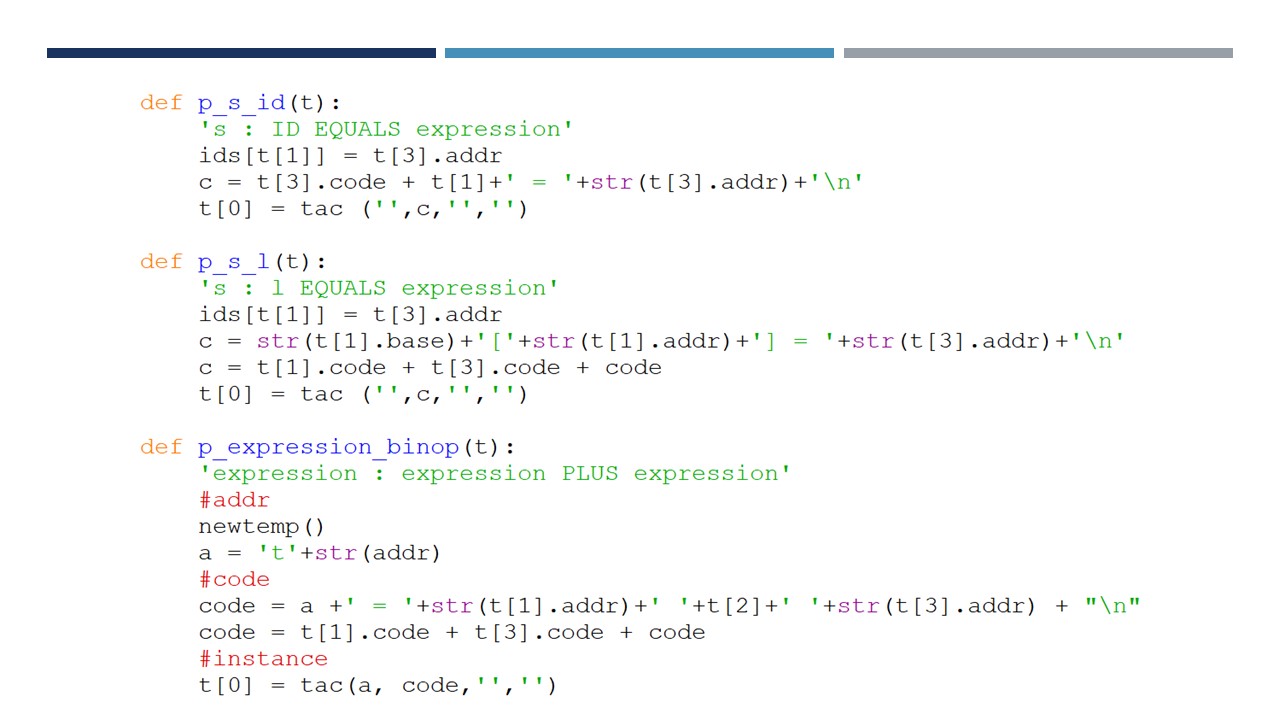 def p_s_id(t):
    's : ID EQUALS expression'
    ids[t[1]] = t[3].addr
    c = t[3].code + t[1]+' = '+str(t[3].addr)+'\n'
    t[0] = tac ('',c,'','')
def p_s_l(t):
    's : l EQUALS expression'
    ids[t[1]] = t[3].addr
    c = str(t[1].base)+'['+str(t[1].addr)+'] = '+str(t[3].addr)+'\n'
    c = t[1].code + t[3].code + code
    t[0] = tac ('',c,'','')
def p_expression_binop(t):
    'expression : expression PLUS expression'
    #addr
    newtemp()
    a = 't'+str(addr)
    #code
    code = a +' = '+str(t[1].addr)+' '+t[2]+' '+str(t[3].addr) + "\n"
    code = t[1].code + t[3].code + code
    #instance
    t[0] = tac(a, code,'','')